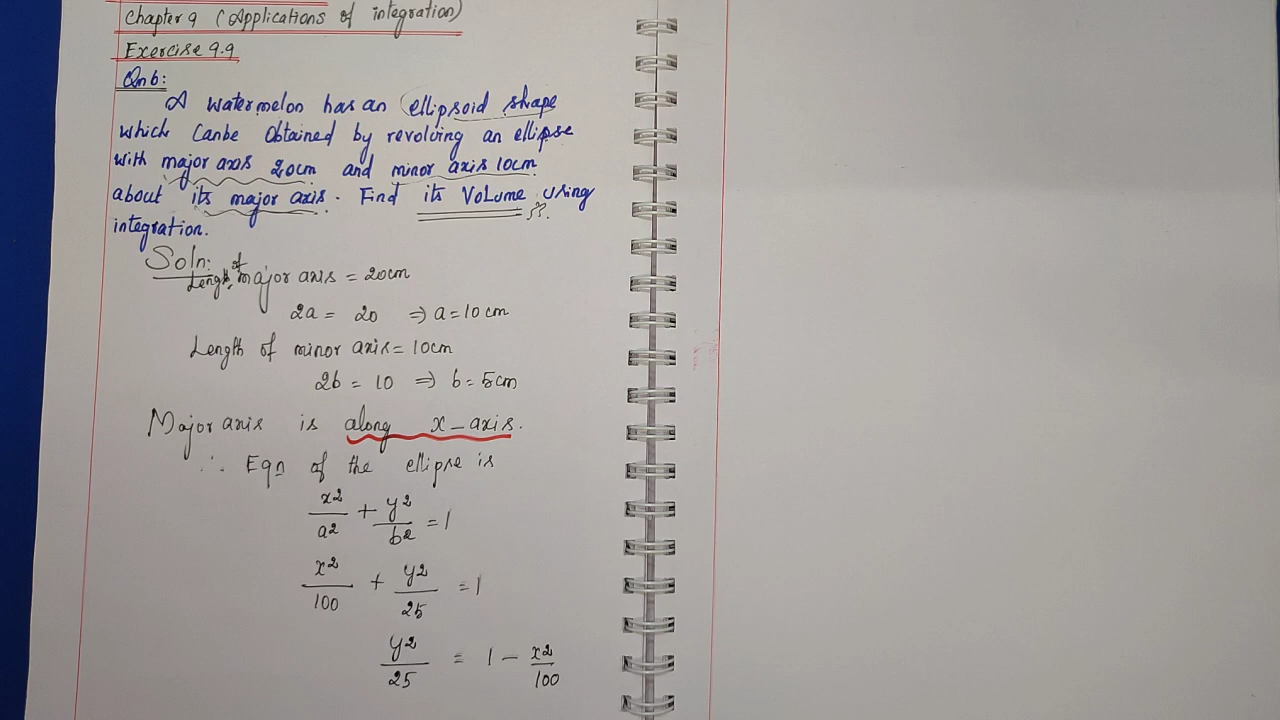 Chapter 9 (Applications of integration)
Exercise 9.9
Qn 6:
A watermelon has an ellipsoid shape
which canbe obtained by revolving an ellipse
with major axis 20cm and minor axis 10cm
about its major axis. Find its Volume using
integration.
Soln:
Length of major axis = 20cm
2a = 20 ⇒ a = 10 cm
Length of minor axis = 10cm
2b = 10 ⇒ b = 5cm
Major axis is along x-axis.
∴ Eqn of the ellipse is
x²/a² + y²/b² = 1
x²/100 + y²/25 = 1
y²/25 = 1 - x²/100